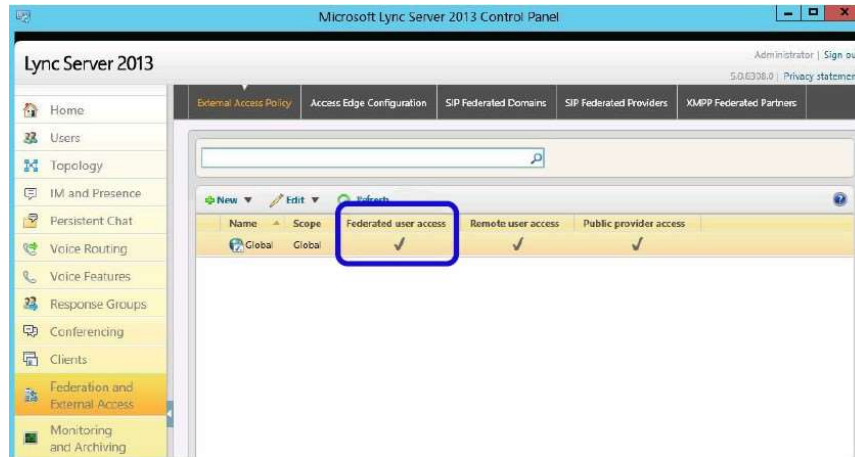 Microsoft Lync Server 2013 Control Panel
Lync Server 2013
Administrator | Sign ou
5.0.8308.0 | Privacy statemen
Home
Users
Topology
IM and Presence
Persistent Chat
Voice Routing
Voice Features
Response Groups
Conferencing
Clients
Federation and
External Access
Monitoring
and Archiving
External Access Policy Access Edge Configuration SIP Federated Domains SIP Federated Providers XMPP Federated Partners
New Edit Refresh
Name Scope Federated user access Remote user access Public provider access
Global Global